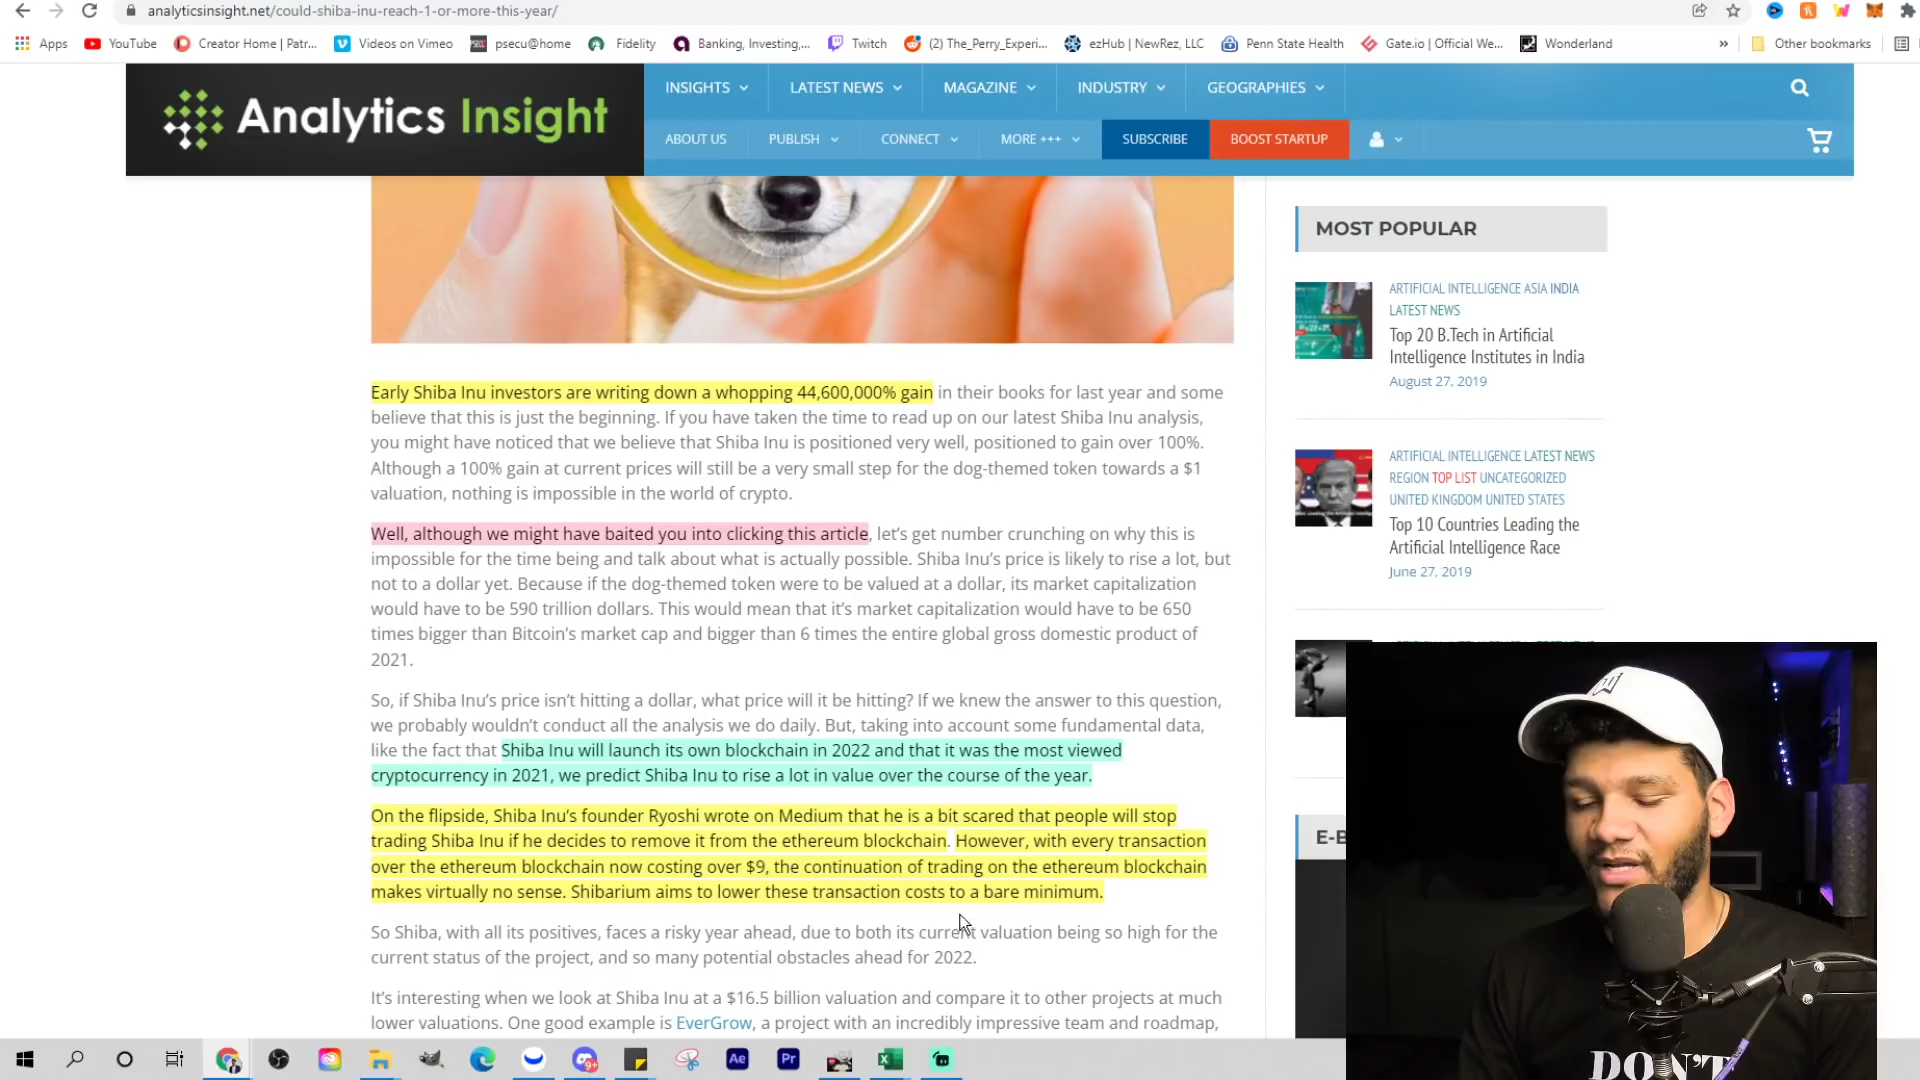 analyticsinsight.net/could-shiba-inu-reach-1-or-more-this-year/
Apps YouTube Creator Home | Patr... Videos on Vimeo psecu@home Fidelity Banking, Investing,... Twitch (2) The_Perry_Experi... ezHub | NewRez, LLC Penn State Health Gate.io | Official We... Wonderland » Other bookmarks
Analytics Insight
INSIGHTS LATEST NEWS MAGAZINE INDUSTRY GEOGRAPHIES
ABOUT US PUBLISH CONNECT MORE +++ SUBSCRIBE BOOST STARTUP
Early Shiba Inu investors are writing down a whopping 44,600,000% gain in their books for last year and some
believe that this is just the beginning. If you have taken the time to read up on our latest Shiba Inu analysis,
you might have noticed that we believe that Shiba Inu is positioned very well, positioned to gain over 100%.
Although a 100% gain at current prices will still be a very small step for the dog-themed token towards a $1
valuation, nothing is impossible in the world of crypto.
Well, although we might have baited you into clicking this article, let's get number crunching on why this is
impossible for the time being and talk about what is actually possible. Shiba Inu's price is likely to rise a lot, but
not to a dollar yet. Because if the dog-themed token were to be valued at a dollar, its market capitalization
would have to be 590 trillion dollars. This would mean that it's market capitalization would have to be 650
times bigger than Bitcoin's market cap and bigger than 6 times the entire global gross domestic product of
2021.
So, if Shiba Inu's price isn't hitting a dollar, what price will it be hitting? If we knew the answer to this question,
we probably wouldn't conduct all the analysis we do daily. But, taking into account some fundamental data,
like the fact that Shiba Inu will launch its own blockchain in 2022 and that it was the most viewed
cryptocurrency in 2021, we predict Shiba Inu to rise a lot in value over the course of the year.
On the flipside, Shiba Inu's founder Ryoshi wrote on Medium that he is a bit scared that people will stop
trading Shiba Inu if he decides to remove it from the ethereum blockchain. However, with every transaction
over the ethereum blockchain now costing over $9, the continuation of trading on the ethereum blockchain
makes virtually no sense. Shibarium aims to lower these transaction costs to a bare minimum.
So Shiba, with all its positives, faces a risky year ahead, due to both its current valuation being so high for the
current status of the project, and so many potential obstacles ahead for 2022.
It's interesting when we look at Shiba Inu at a $16.5 billion valuation and compare it to other projects at much
lower valuations. One good example is EverGrow, a project with an incredibly impressive team and roadmap,
MOST POPULAR
ARTIFICIAL INTELLIGENCE ASIA INDIA
LATEST NEWS
Top 20 B.Tech in Artificial
Intelligence Institutes in India
August 27, 2019
ARTIFICIAL INTELLIGENCE LATEST NEWS
REGION TOP LIST UNCATEGORIZED
UNITED KINGDOM UNITED STATES
Top 10 Countries Leading the
Artificial Intelligence Race
June 27, 2019
E-B
DON'T
Ae Pr